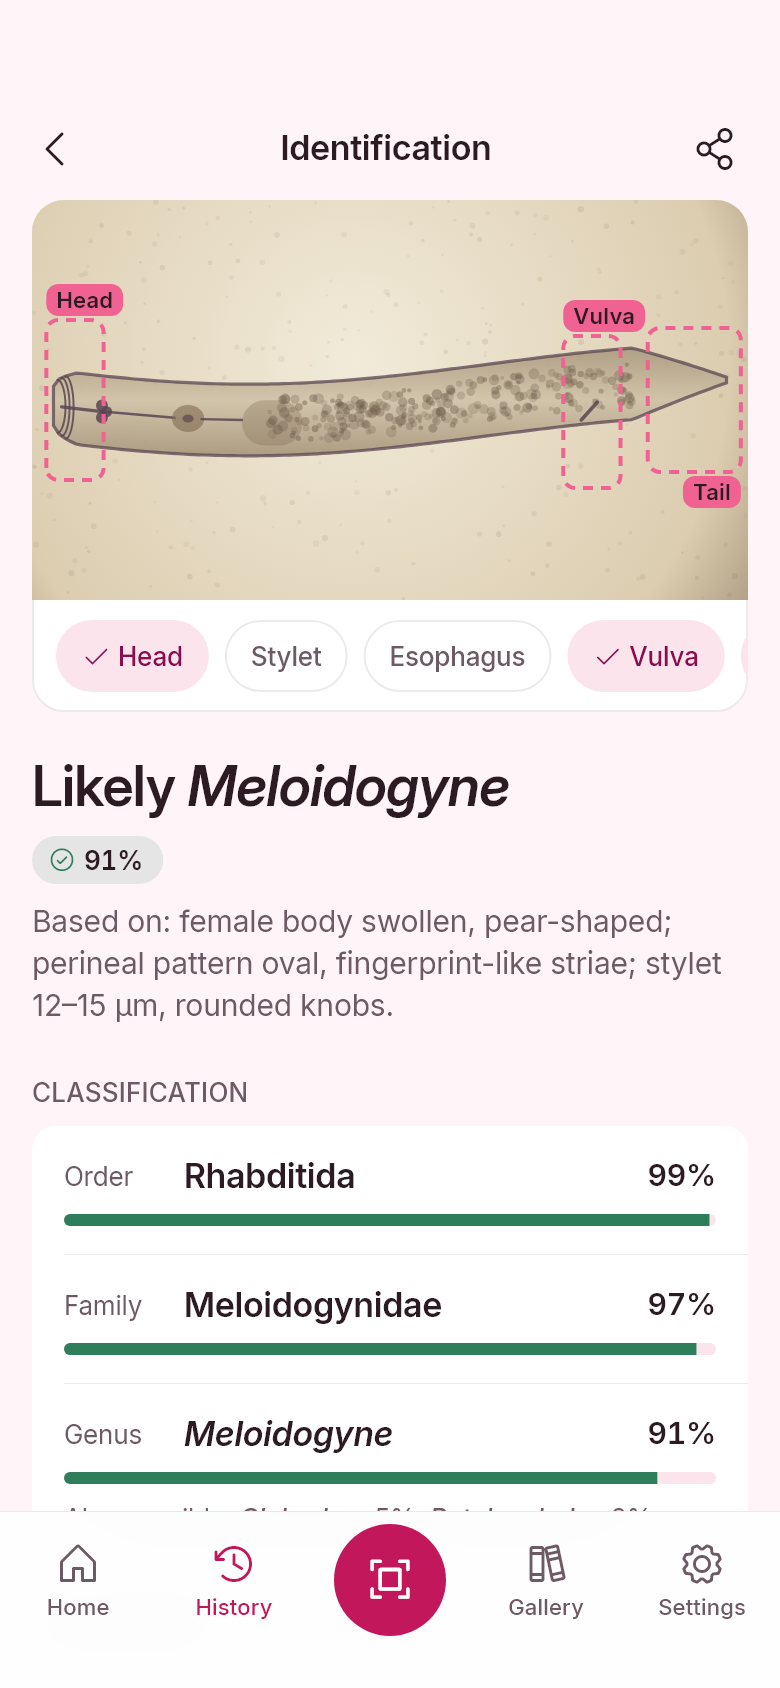 Identification
Head
Vulva
Tail
Head
Stylet
Esophagus
Vulva
Likely Meloidogyne
91%
Based on: female body swollen, pear-shaped;
perineal pattern oval, fingerprint-like striae; stylet
12–15 µm, rounded knobs.
CLASSIFICATION
Order
Rhabditida
99%
Family
Meloidogynidae
97%
Genus
Meloidogyne
91%
Home
History
Gallery
Settings